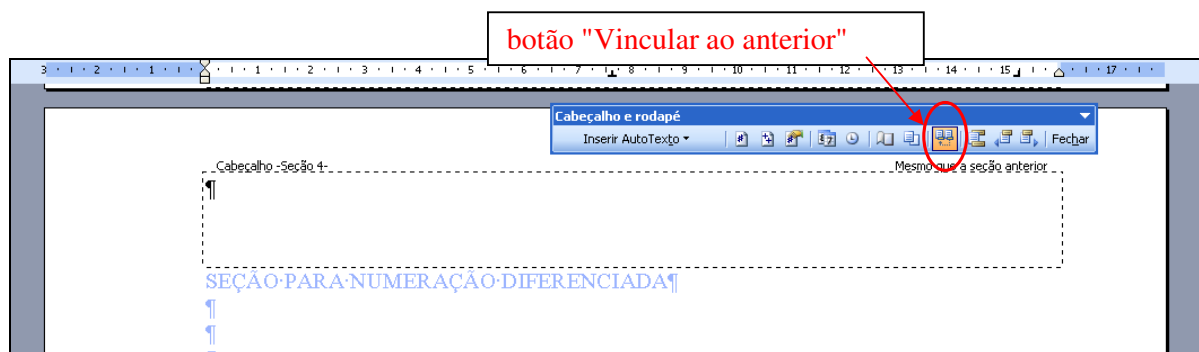 botão "Vincular ao anterior"
3 2 1 1 2 3 4 5 6 7 8 9 10 11 12 13 14 15 17
Cabeçalho e rodapé
Inserir AutoTexto Fechar
Cabeçalho -Seção 4- Mesmo que a seção anterior
¶
SEÇÃO·PARA·NUMERAÇÃO·DIFERENCIADA¶
¶
¶